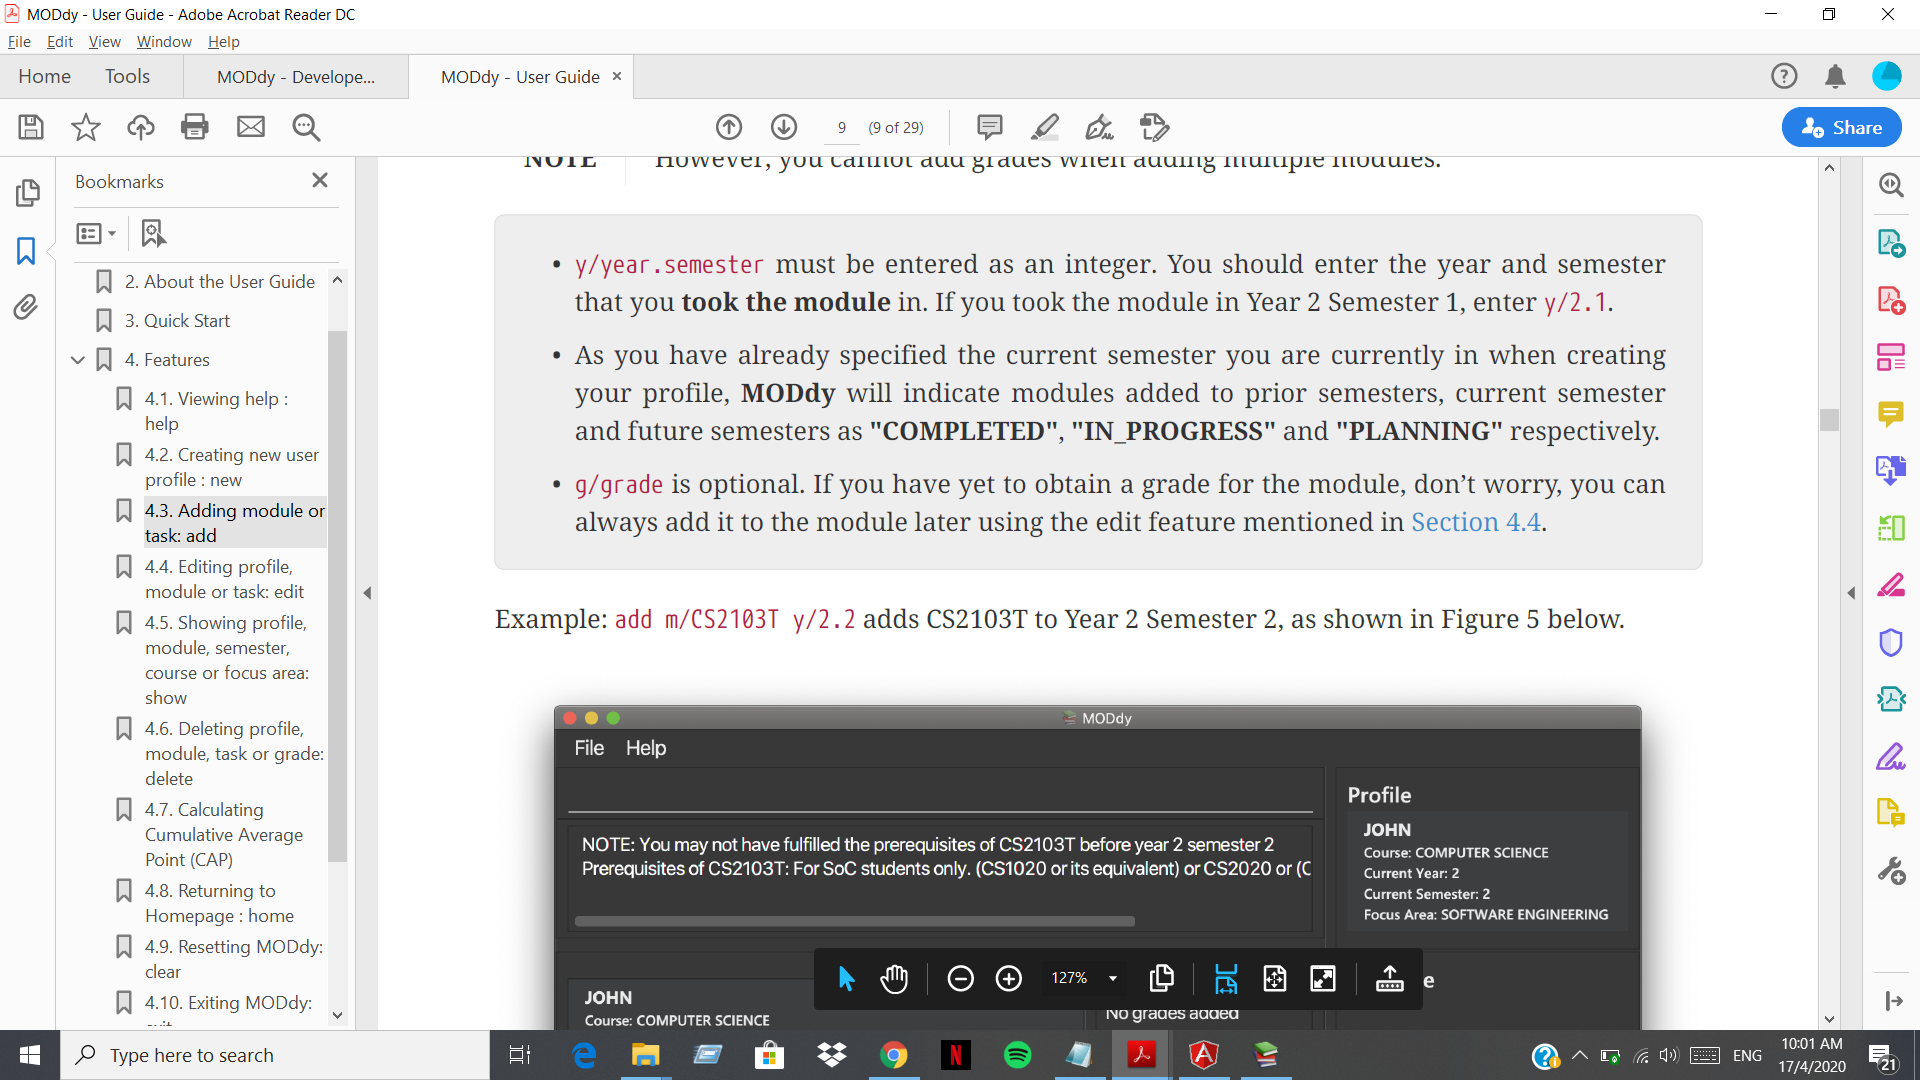 MODdy - User Guide - Adobe Acrobat Reader DC
File Edit View Window Help
Home Tools MODdy - Develope... MODdy - User Guide ×
9 (9 of 29)
Share
Bookmarks
2. About the User Guide
3. Quick Start
4. Features
4.1. Viewing help :
help
4.2. Creating new user
profile : new
4.3. Adding module or
task: add
4.4. Editing profile,
module or task: edit
4.5. Showing profile,
module, semester,
course or focus area:
show
4.6. Deleting profile,
module, task or grade:
delete
4.7. Calculating
Cumulative Average
Point (CAP)
4.8. Returning to
Homepage : home
4.9. Resetting MODdy:
clear
4.10. Exiting MODdy:
NOTE However, you cannot add grades when adding multiple modules.
• y/year.semester must be entered as an integer. You should enter the year and semester
that you took the module in. If you took the module in Year 2 Semester 1, enter y/2.1.
• As you have already specified the current semester you are currently in when creating
your profile, MODdy will indicate modules added to prior semesters, current semester
and future semesters as "COMPLETED", "IN_PROGRESS" and "PLANNING" respectively.
• g/grade is optional. If you have yet to obtain a grade for the module, don’t worry, you can
always add it to the module later using the edit feature mentioned in Section 4.4.
Example: add m/CS2103T y/2.2 adds CS2103T to Year 2 Semester 2, as shown in Figure 5 below.
MODdy
File Help
NOTE: You may not have fulfilled the prerequisites of CS2103T before year 2 semester 2
Prerequisites of CS2103T: For SoC students only. (CS1020 or its equivalent) or CS2020 or (C
Profile
JOHN
Course: COMPUTER SCIENCE
Current Year: 2
Current Semester: 2
Focus Area: SOFTWARE ENGINEERING
JOHN
Course: COMPUTER SCIENCE
127%
e
No grades added
Type here to search
ENG
10:01 AM
17/4/2020
21